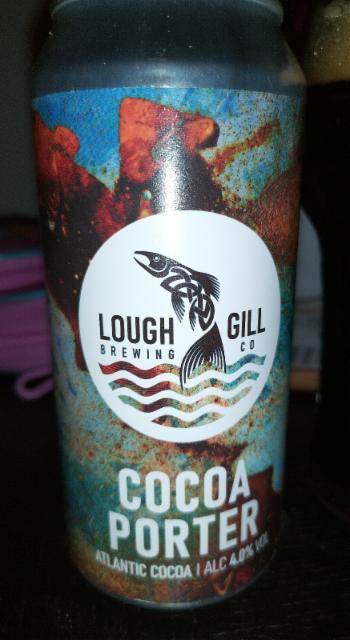 LOUGH GILL
BREWING CO
COCOA
PORTER
ATLANTIC COCOA | ALC 4.0% VOL